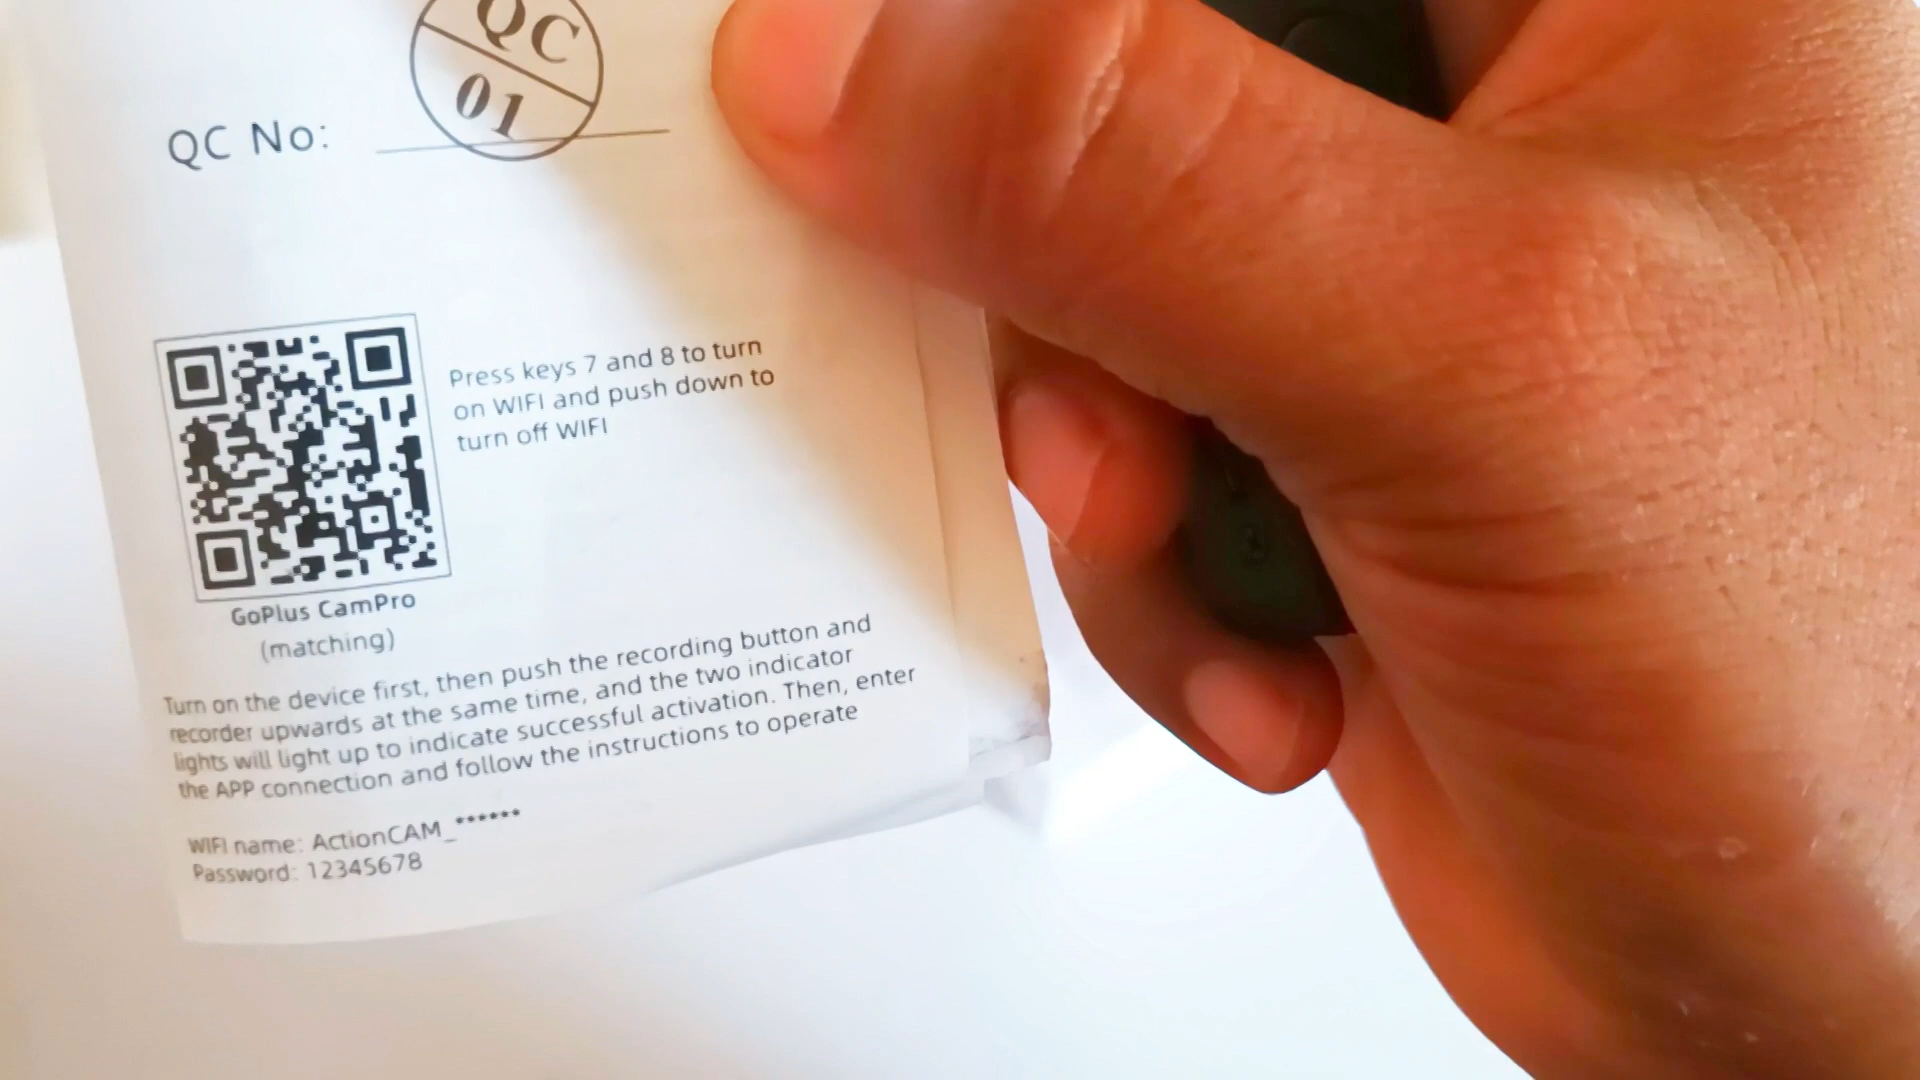 QC
01
QC No:
Press keys 7 and 8 to turn
on WIFI and push down to
turn off WIFI
GoPlus CamPro
(matching)
Turn on the device first, then push the recording button and
recorder upwards at the same time, and the two indicator
lights will light up to indicate successful activation. Then, enter
the APP connection and follow the instructions to operate
WIFI name: ActionCAM_******
Password: 12345678